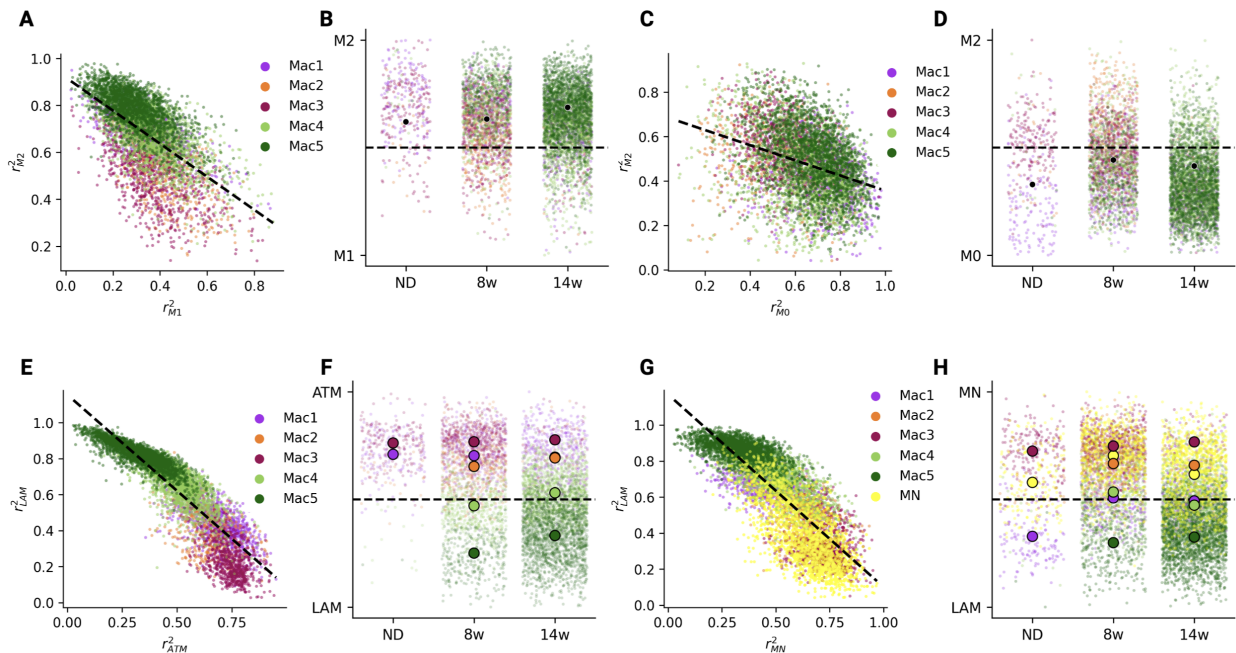 A
1.0
0.8
0.6
0.4
0.2
0.0
0.2
0.4
0.6
0.8
r²M2
r²M1
Mac1
Mac2
Mac3
Mac4
Mac5
B
M2
M1
ND
8w
14w
C
0.8
0.6
0.4
0.2
0.0
0.2
0.4
0.6
0.8
1.0
r²M2
r²M0
Mac1
Mac2
Mac3
Mac4
Mac5
D
M2
M0
ND
8w
14w
E
1.0
0.8
0.6
0.4
0.2
0.0
0.00
0.25
0.50
0.75
r²LAM
r²ATM
Mac1
Mac2
Mac3
Mac4
Mac5
F
ATM
LAM
ND
8w
14w
G
1.0
0.8
0.6
0.4
0.2
0.0
0.00
0.25
0.50
0.75
1.00
r²LAM
r²MN
Mac1
Mac2
Mac3
Mac4
Mac5
MN
H
MN
LAM
ND
8w
14w